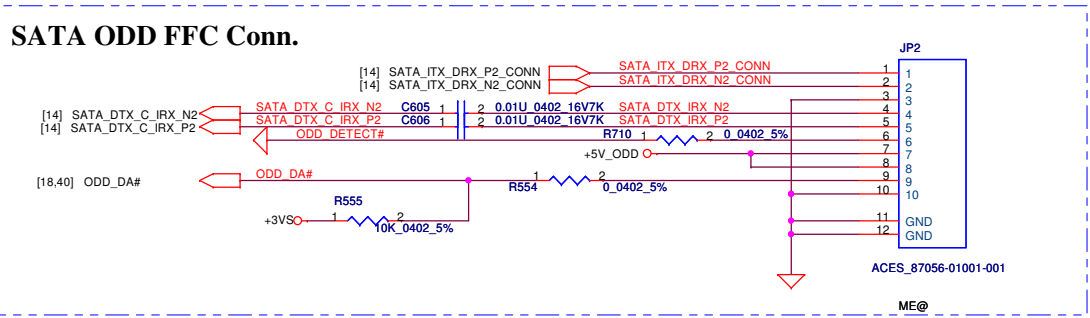 SATA ODD FFC Conn.
JP2
[14] SATA_ITX_DRX_P2_CONN SATA_ITX_DRX_P2_CONN 1 1
[14] SATA_ITX_DRX_N2_CONN SATA_ITX_DRX_N2_CONN 2 2
3 3
[14] SATA_DTX_C_IRX_N2 SATA_DTX_C_IRX_N2 C605 1 2 0.01U_0402_16V7K SATA_DTX_IRX_N2 4 4
[14] SATA_DTX_C_IRX_P2 SATA_DTX_C_IRX_P2 C606 1 2 0.01U_0402_16V7K SATA_DTX_IRX_P2 5 5
ODD_DETECT# R710 1 2 0_0402_5% 6 6
+5V_ODD 7 7
8 8
[18,40] ODD_DA# ODD_DA# R554 1 2 0_0402_5% 9 9
10 10
R555
+3VS 1 2 10K_0402_5%
11 GND
12 GND
ACES_87056-01001-001
ME@